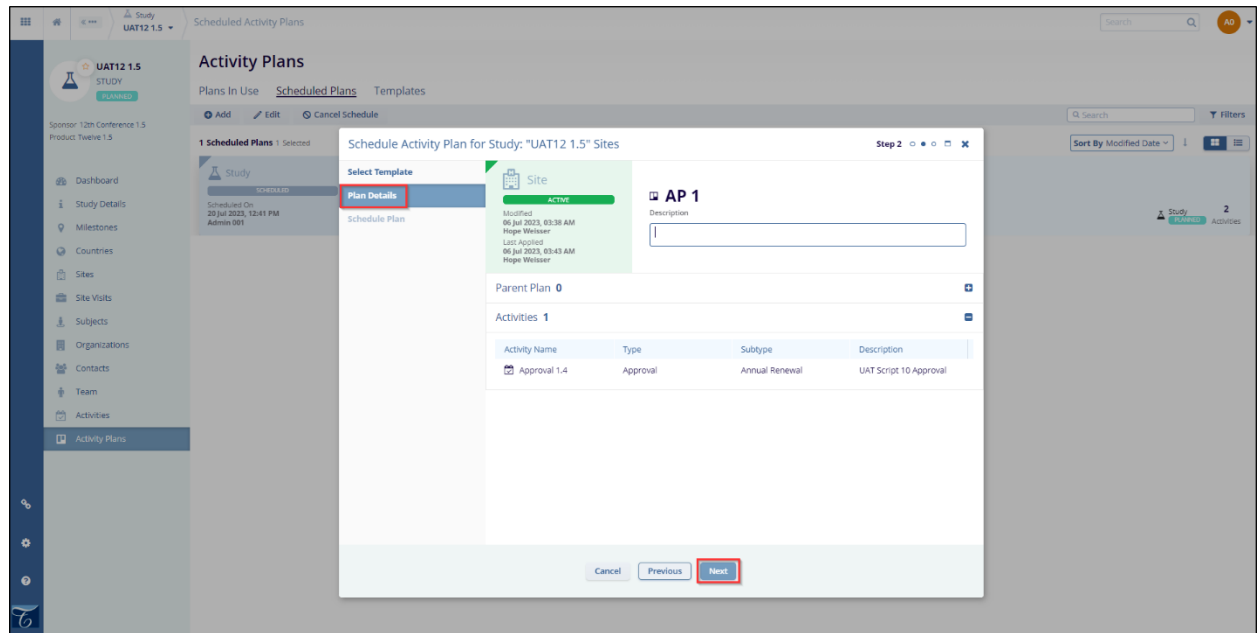 Study
UAT12 1.5
Scheduled Activity Plans
Search
AD
UAT12 1.5
STUDY
PLANNED
Sponsor 12th Conference 1.5
Product Twelve 1.5
Dashboard
Study Details
Milestones
Countries
Sites
Site Visits
Subjects
Organizations
Contacts
Team
Activities
Activity Plans
Activity Plans
Plans In Use Scheduled Plans Templates
Add Edit Cancel Schedule
Search
Filters
1 Scheduled Plans 1 Selected
Sort By Modified Date
Study
SCHEDULED
Scheduled On
20 Jul 2023, 12:41 PM
Admin 001
Study
PLANNED
2
Activities
Schedule Activity Plan for Study: "UAT12 1.5" Sites
Step 2
Select Template
Plan Details
Schedule Plan
Site
ACTIVE
Modified
06 Jul 2023, 03:38 AM
Hope Weisser
Last Applied
06 Jul 2023, 03:43 AM
Hope Weisser
AP 1
Description
Parent Plan 0
Activities 1
Activity Name Type Subtype Description
Approval 1.4 Approval Annual Renewal UAT Script 10 Approval
Cancel Previous Next